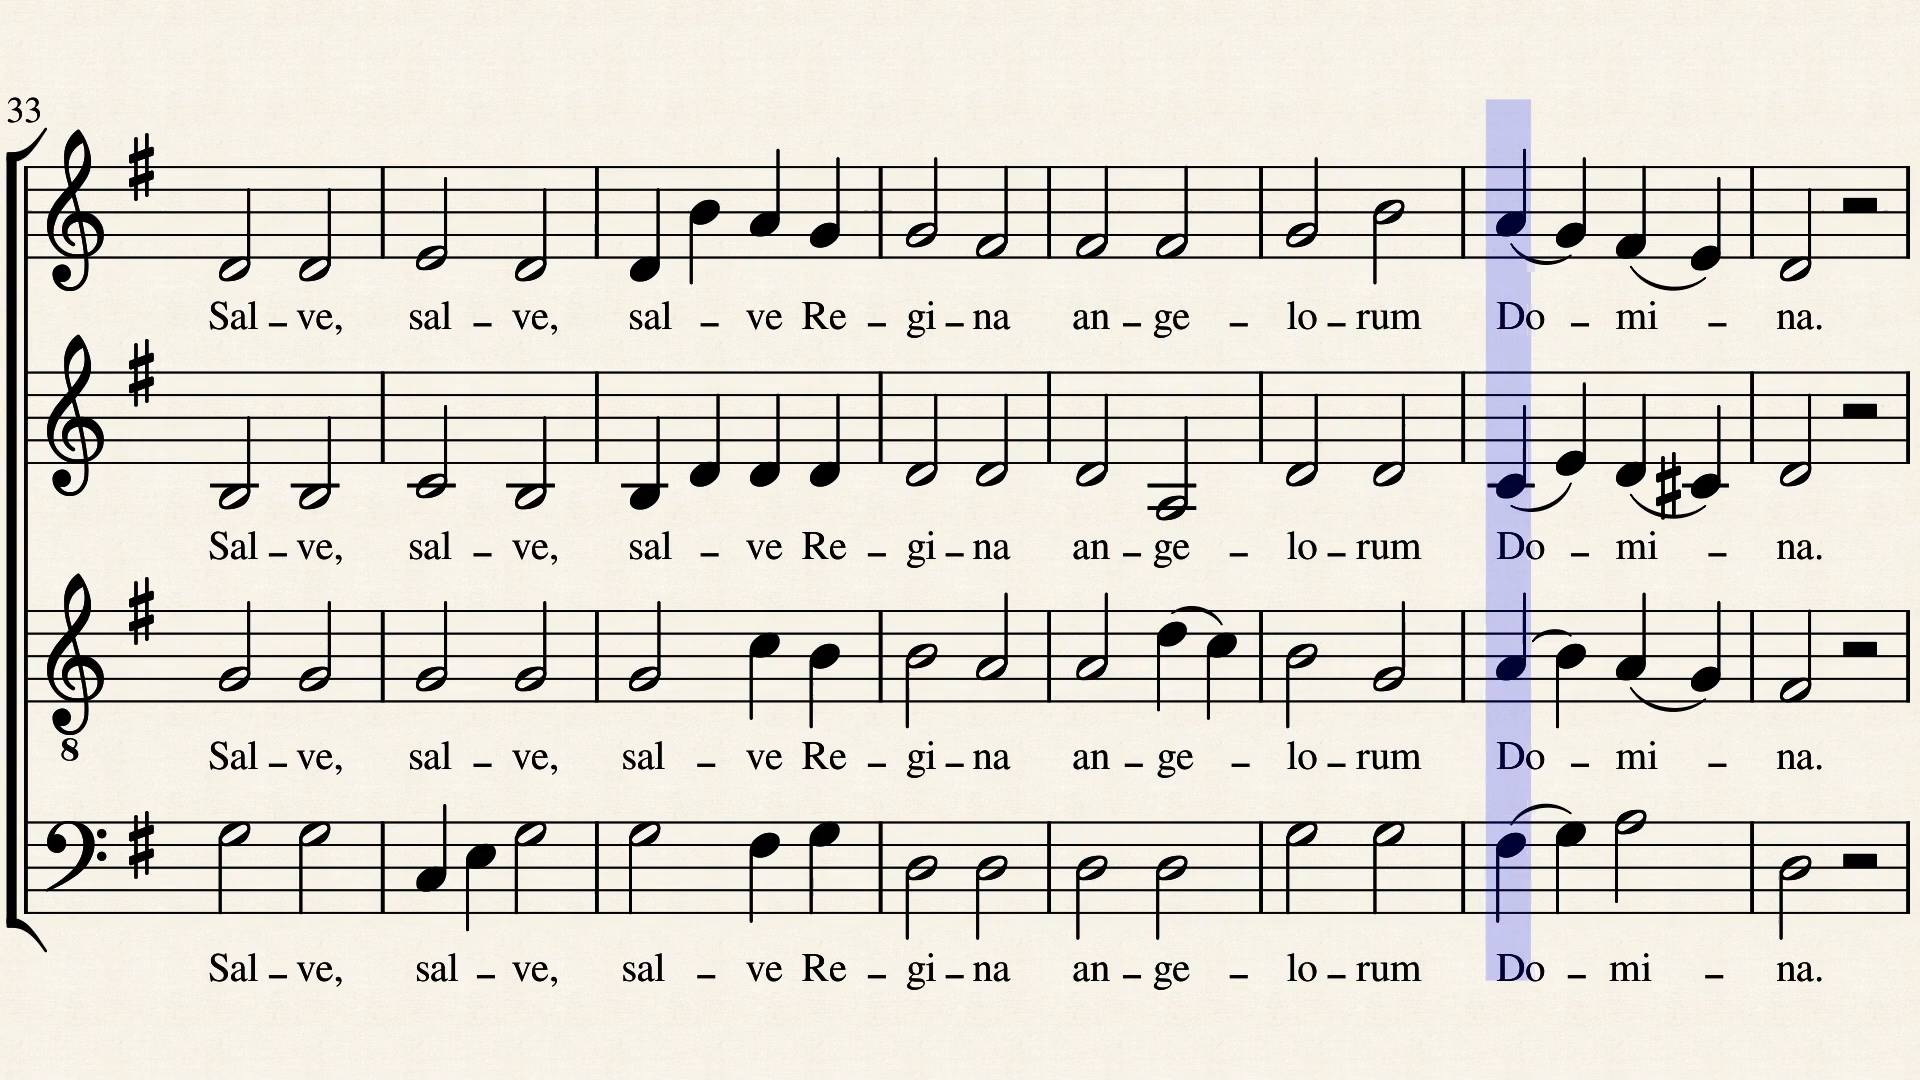 33
Sal – ve, sal – ve, sal – ve Re – gi – na an – ge – lo – rum Do – mi – na.
Sal – ve, sal – ve, sal – ve Re – gi – na an – ge – lo – rum Do – mi – na.
8
Sal – ve, sal – ve, sal – ve Re – gi – na an – ge – lo – rum Do – mi – na.
Sal – ve, sal – ve, sal – ve Re – gi – na an – ge – lo – rum Do – mi – na.